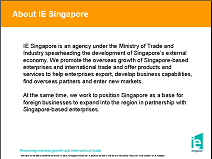 About IE Singapore
IE Singapore is an agency under the Ministry of Trade and
Industry spearheading the development of Singapore's external
economy. We promote the overseas growth of Singapore-based
enterprises and international trade and offer products and
services to help enterprises export, develop business capabilities,
find overseas partners and enter new markets.
At the same time, we work to position Singapore as a base for
foreign businesses to expand into the region in partnership with
Singapore-based enterprises.
Promoting overseas growth and international trade
Singapore